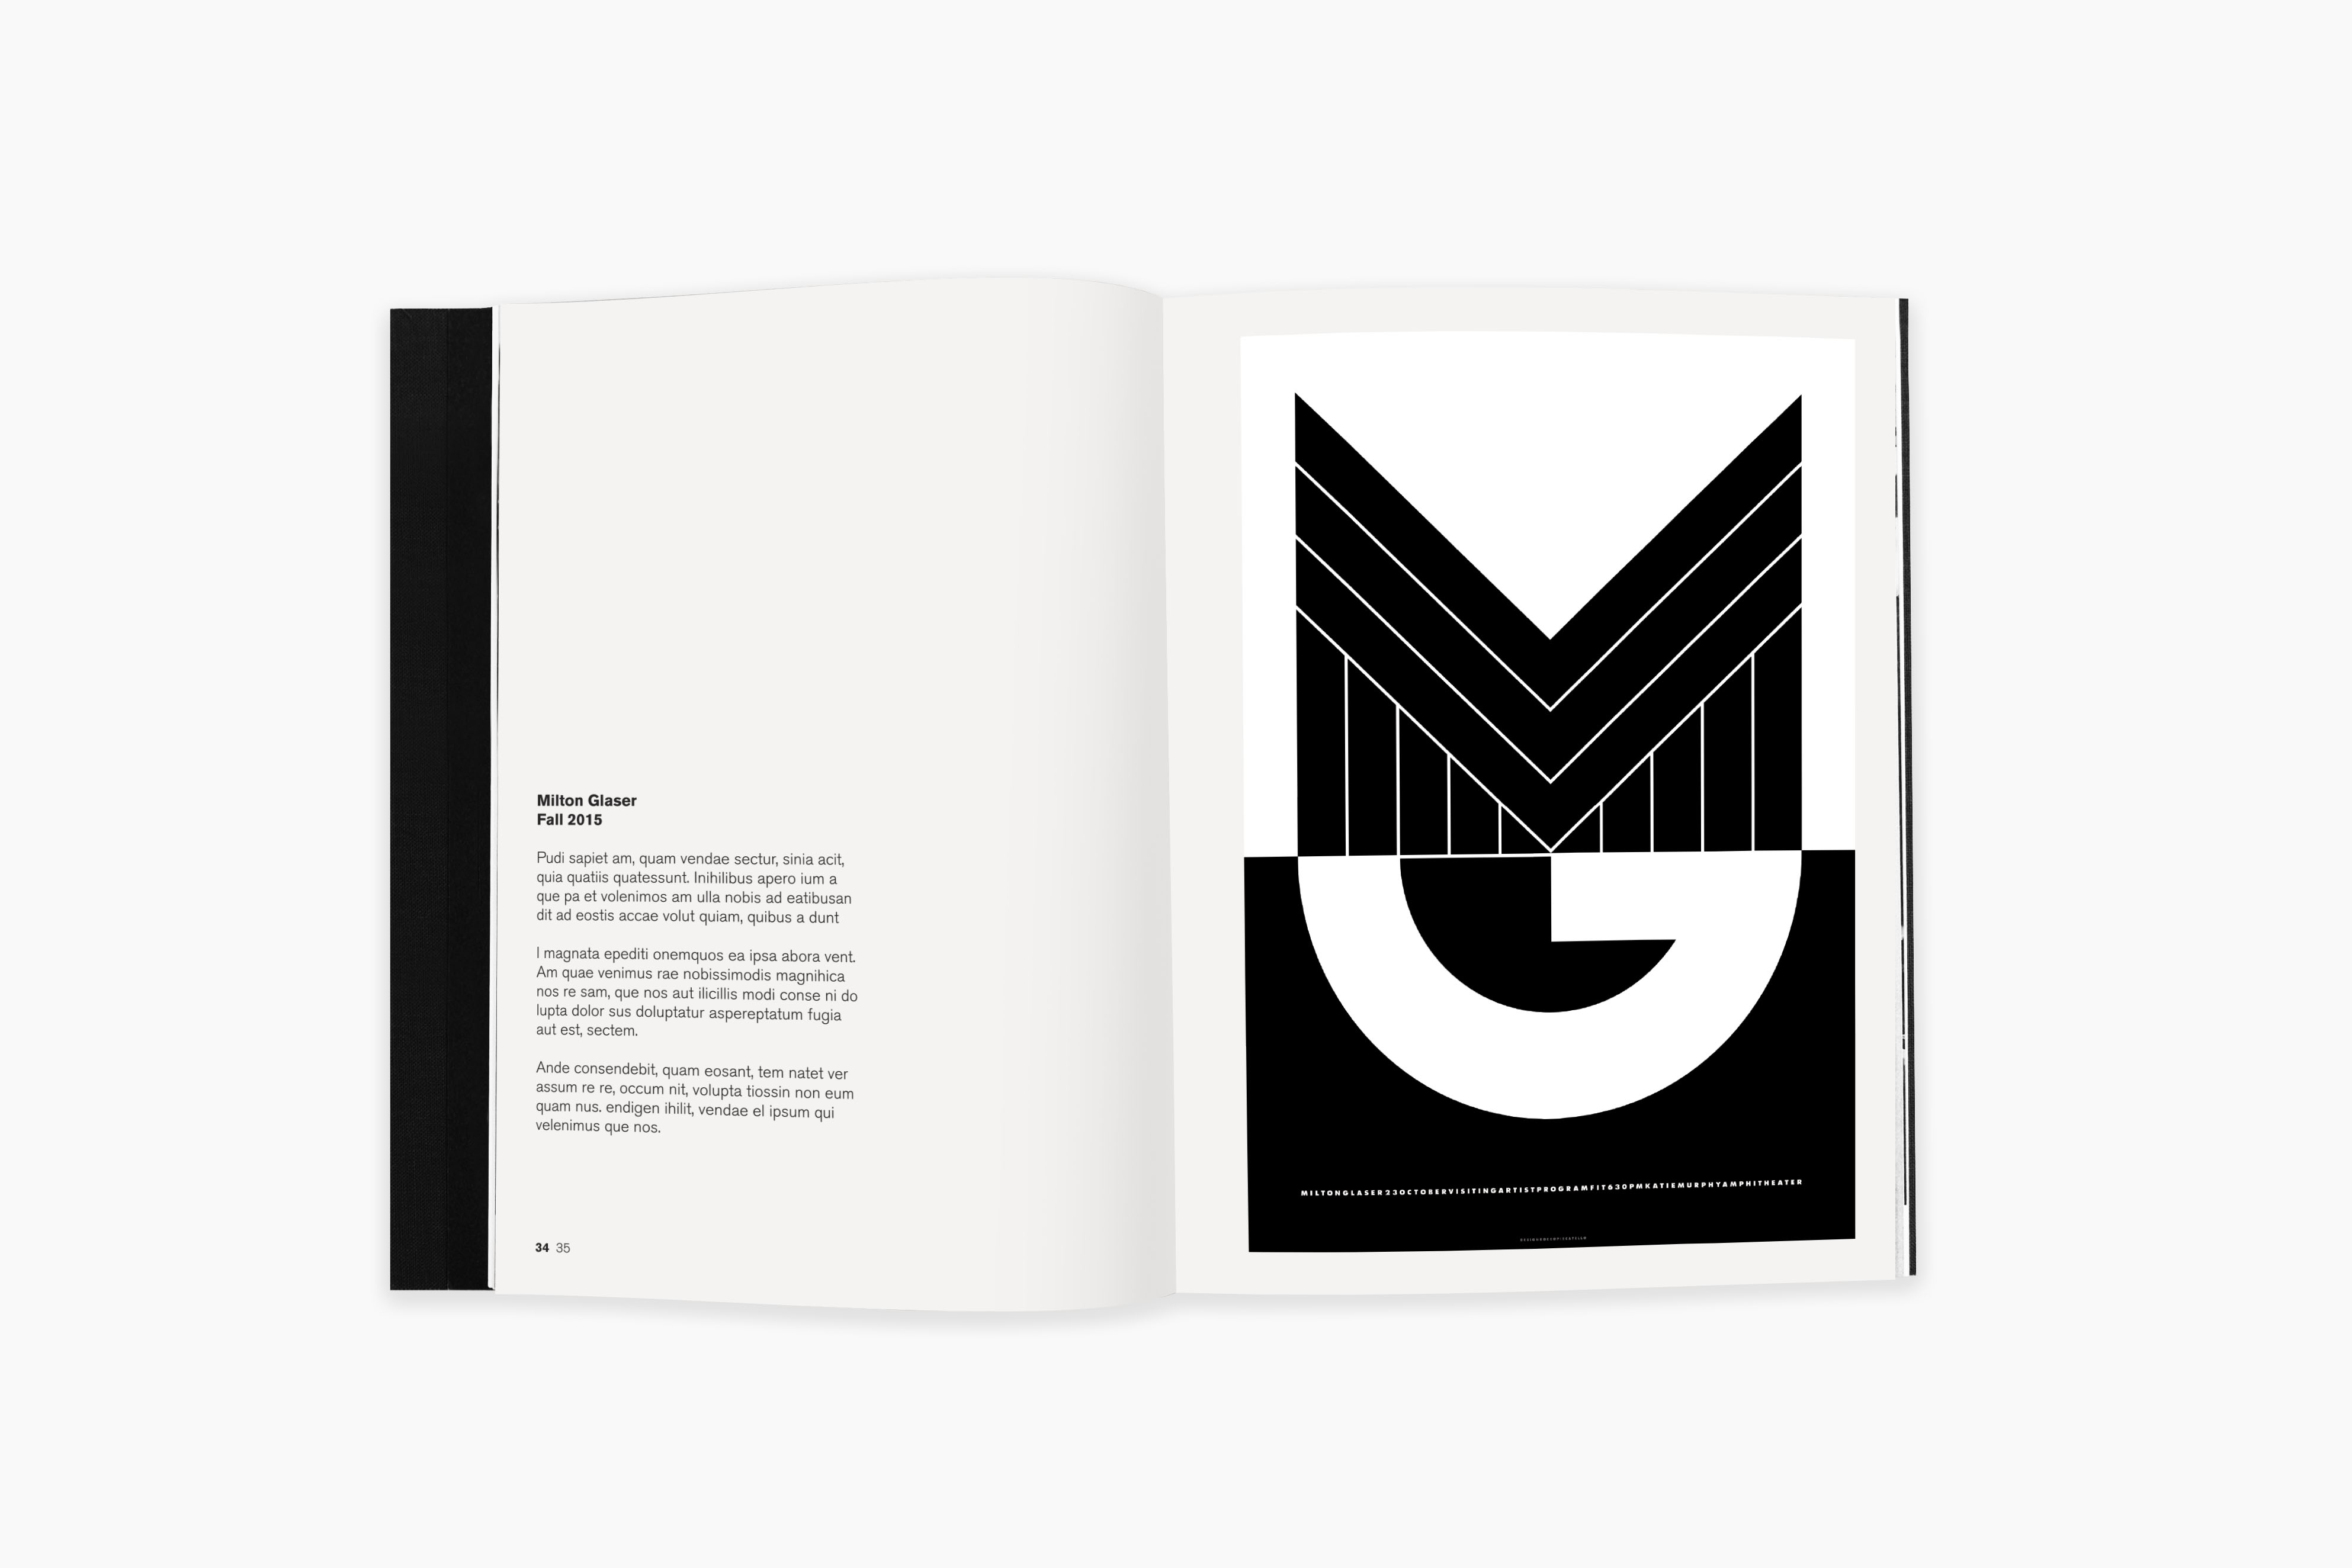 Milton Glaser
Fall 2015
Pudi sapiet am, quam vendae sectur, sinia acit,
quia quatiis quatessunt. Inihilibus apero ium a
que pa et volenimos am ulla nobis ad eatibusan
dit ad eostis accae volut quiam, quibus a dunt
I magnata epediti onemquos ea ipsa abora vent.
Am quae venimus rae nobissimodis magnihica
nos re sam, que nos aut ilicillis modi conse ni do
lupta dolor sus doluptatur aspereptatum fugia
aut est, sectem.
Ande consendebit, quam eosant, tem natet ver
assum re re, occum nit, volupta tiossin non eum
quam nus. endigen ihilit, vendae el ipsum qui
velenimus que nos.
34 35
MG
MILTONGLASER23OCTOBERVISITINGARTISTPROGRAMFIT630PMKATIEMURPHYAMPHITHEATER